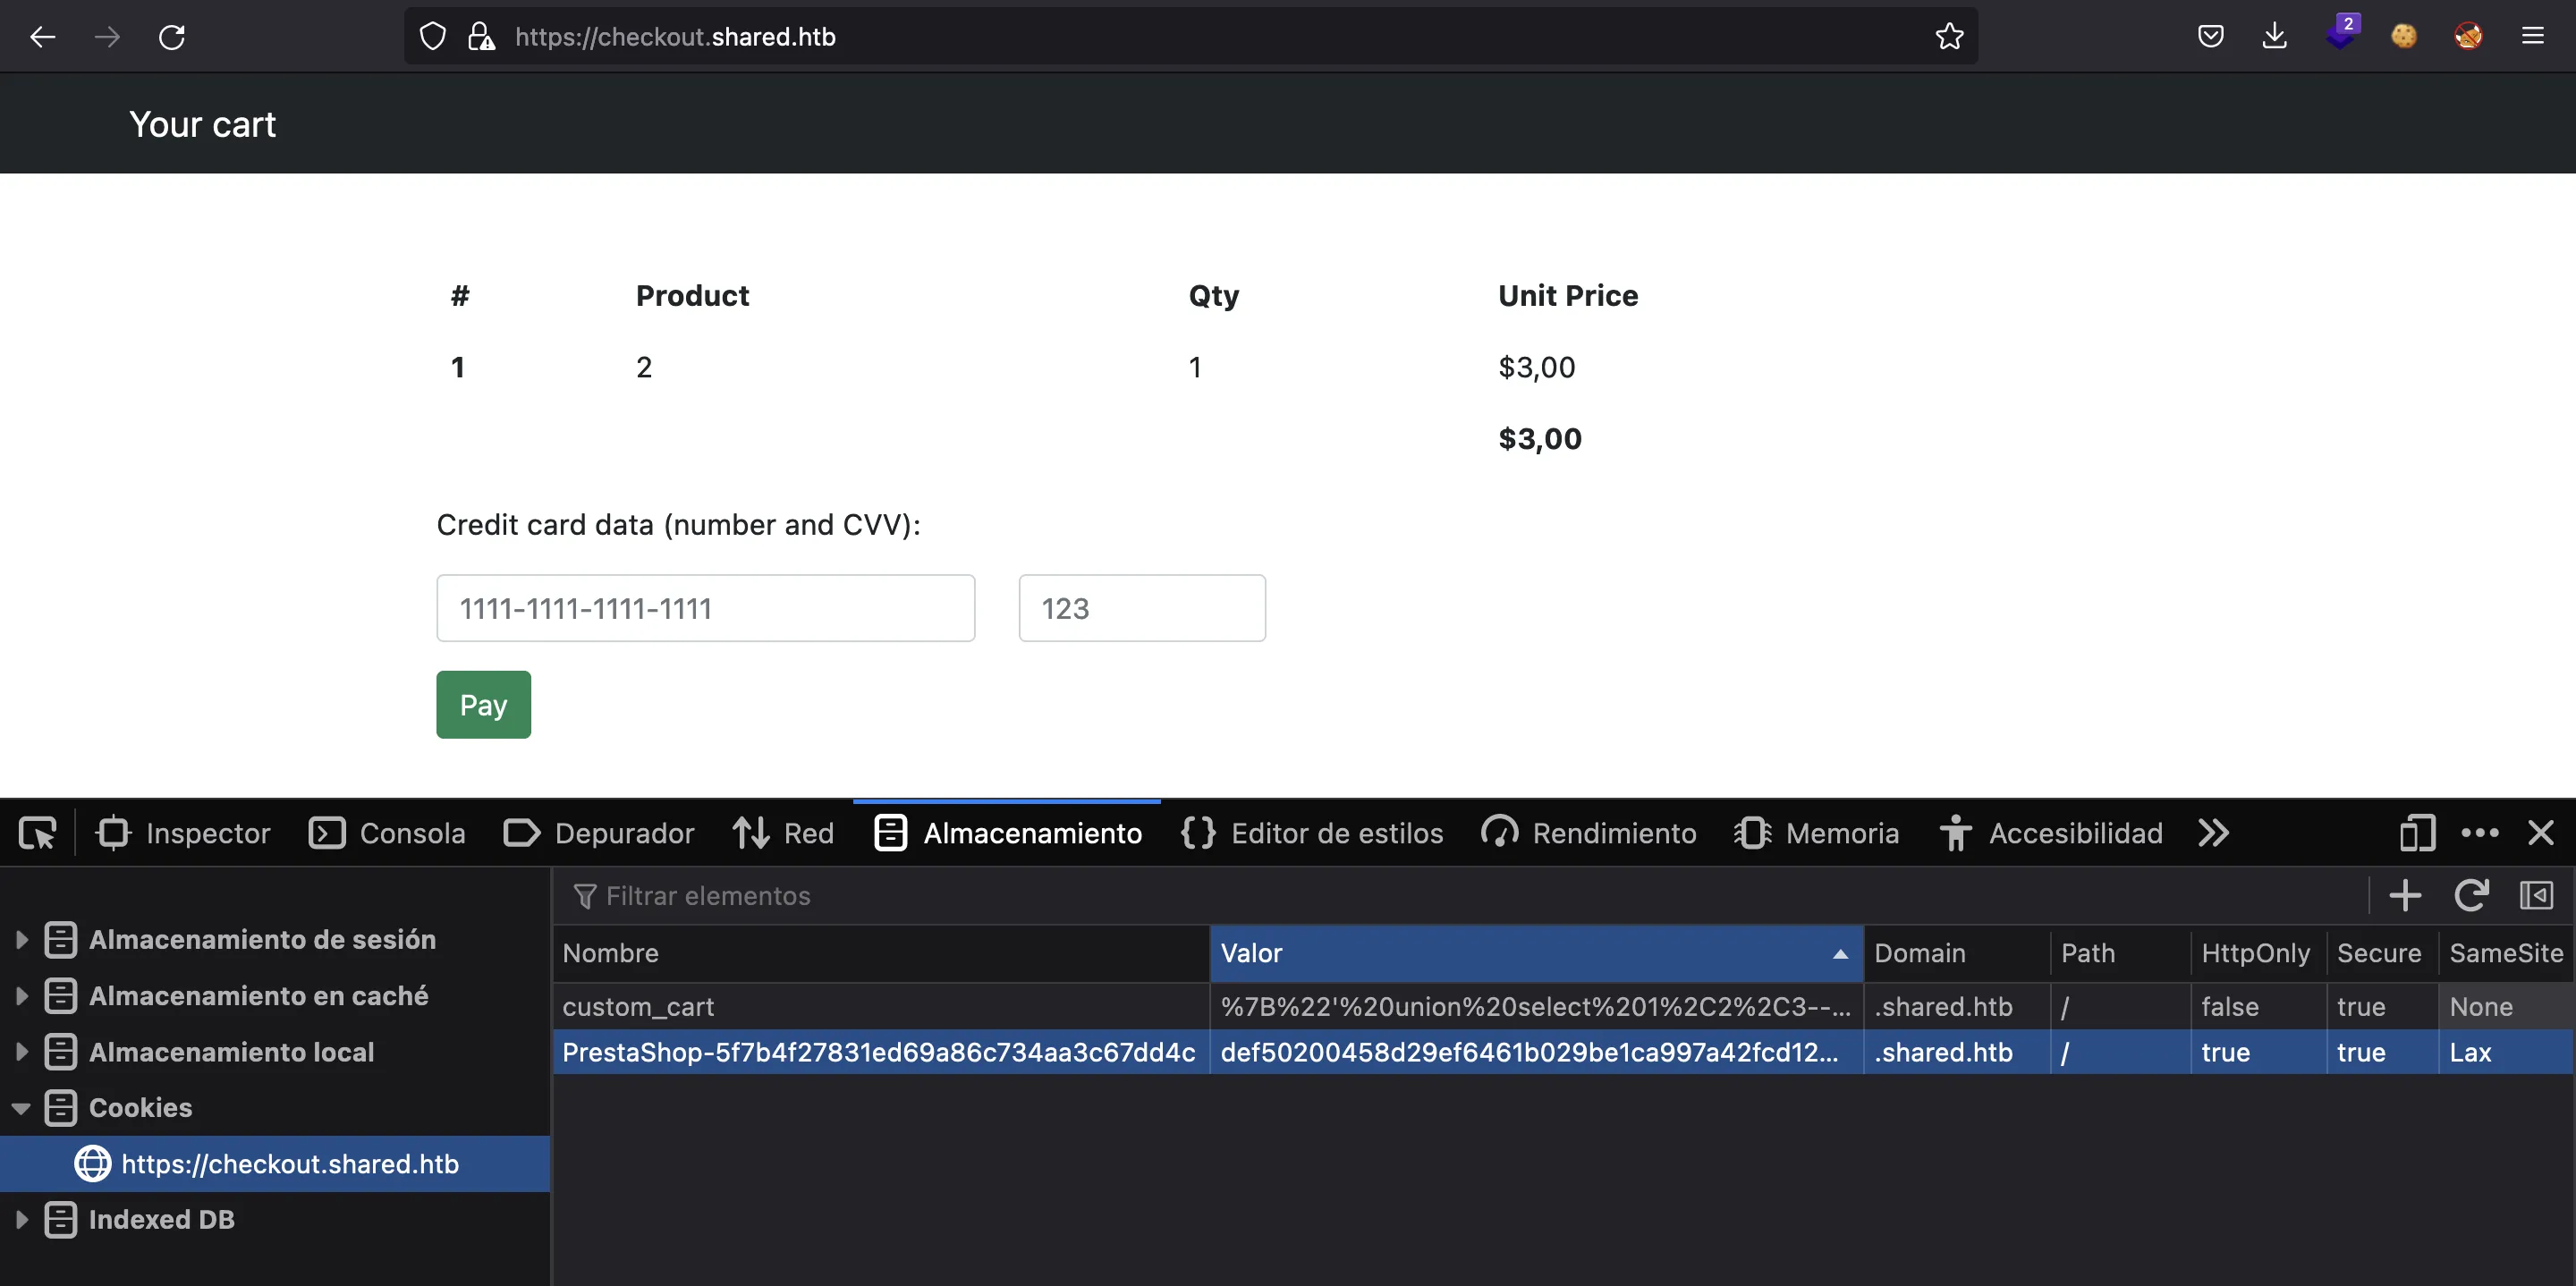 https://checkout.shared.htb
2
Your cart
# Product Qty Unit Price
1 2 1 $3,00
$3,00
Credit card data (number and CVV):
1111-1111-1111-1111 123
Pay
Inspector Consola Depurador Red Almacenamiento Editor de estilos Rendimiento Memoria Accesibilidad
Filtrar elementos
Almacenamiento de sesión
Almacenamiento en caché
Almacenamiento local
Cookies
https://checkout.shared.htb
Indexed DB
Nombre Valor Domain Path HttpOnly Secure SameSite
custom_cart %7B%22'%20union%20select%201%2C2%2C3--... .shared.htb / false true None
PrestaShop-5f7b4f27831ed69a86c734aa3c67dd4c def50200458d29ef6461b029be1ca997a42fcd12... .shared.htb / true true Lax